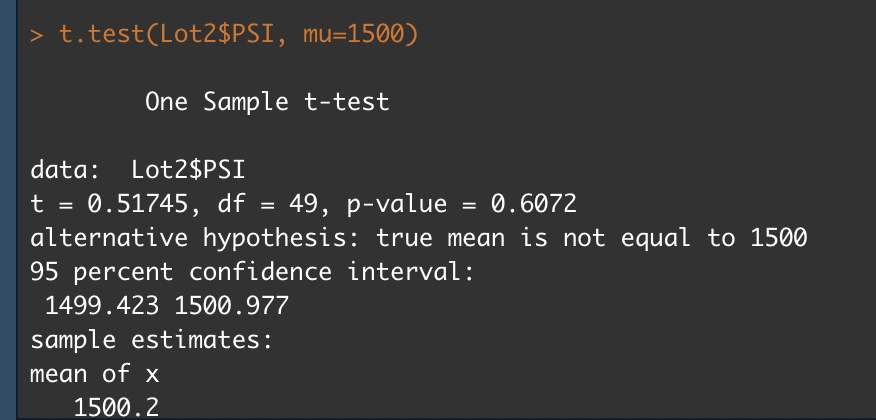 > t.test(Lot2$PSI, mu=1500)
One Sample t-test
data:  Lot2$PSI
t = 0.51745, df = 49, p-value = 0.6072
alternative hypothesis: true mean is not equal to 1500
95 percent confidence interval:
1499.423 1500.977
sample estimates:
mean of x
1500.2